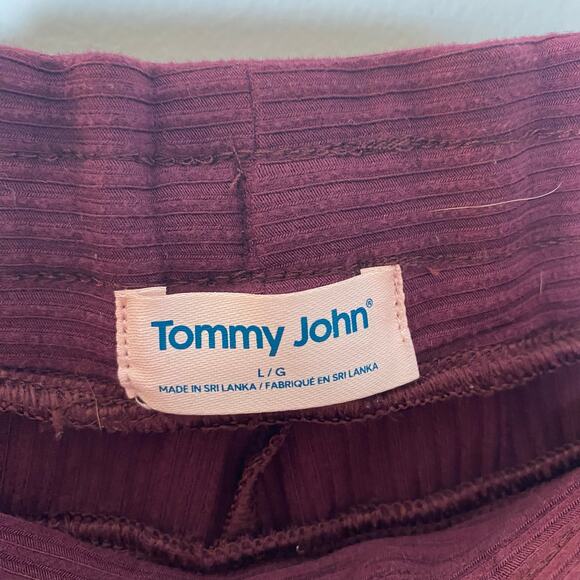 Tommy John®
L / G
MADE IN SRI LANKA / FABRIQUÉ EN SRI LANKA